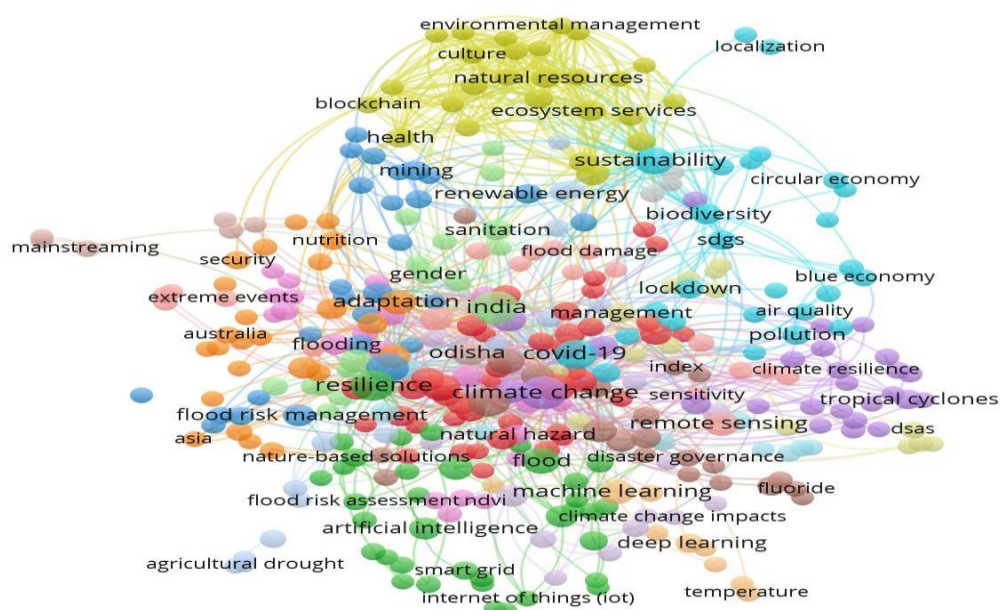 environmental management
localization
culture
natural resources
blockchain
ecosystem services
health
sustainability
mining
circular economy
renewable energy
biodiversity
sanitation
mainstreaming
nutrition
flood damage
sdgs
security
gender
lockdown
blue economy
extreme events
adaptation
india
management
air quality
australia
flooding
pollution
odisha
covid-19
index
climate resilience
resilience
climate change
sensitivity
tropical cyclones
flood risk management
remote sensing
dsas
asia
natural hazard
nature-based solutions
flood
disaster governance
fluoride
flood risk assessment
ndvi
machine learning
climate change impacts
artificial intelligence
deep learning
agricultural drought
smart grid
temperature
internet of things (iot)